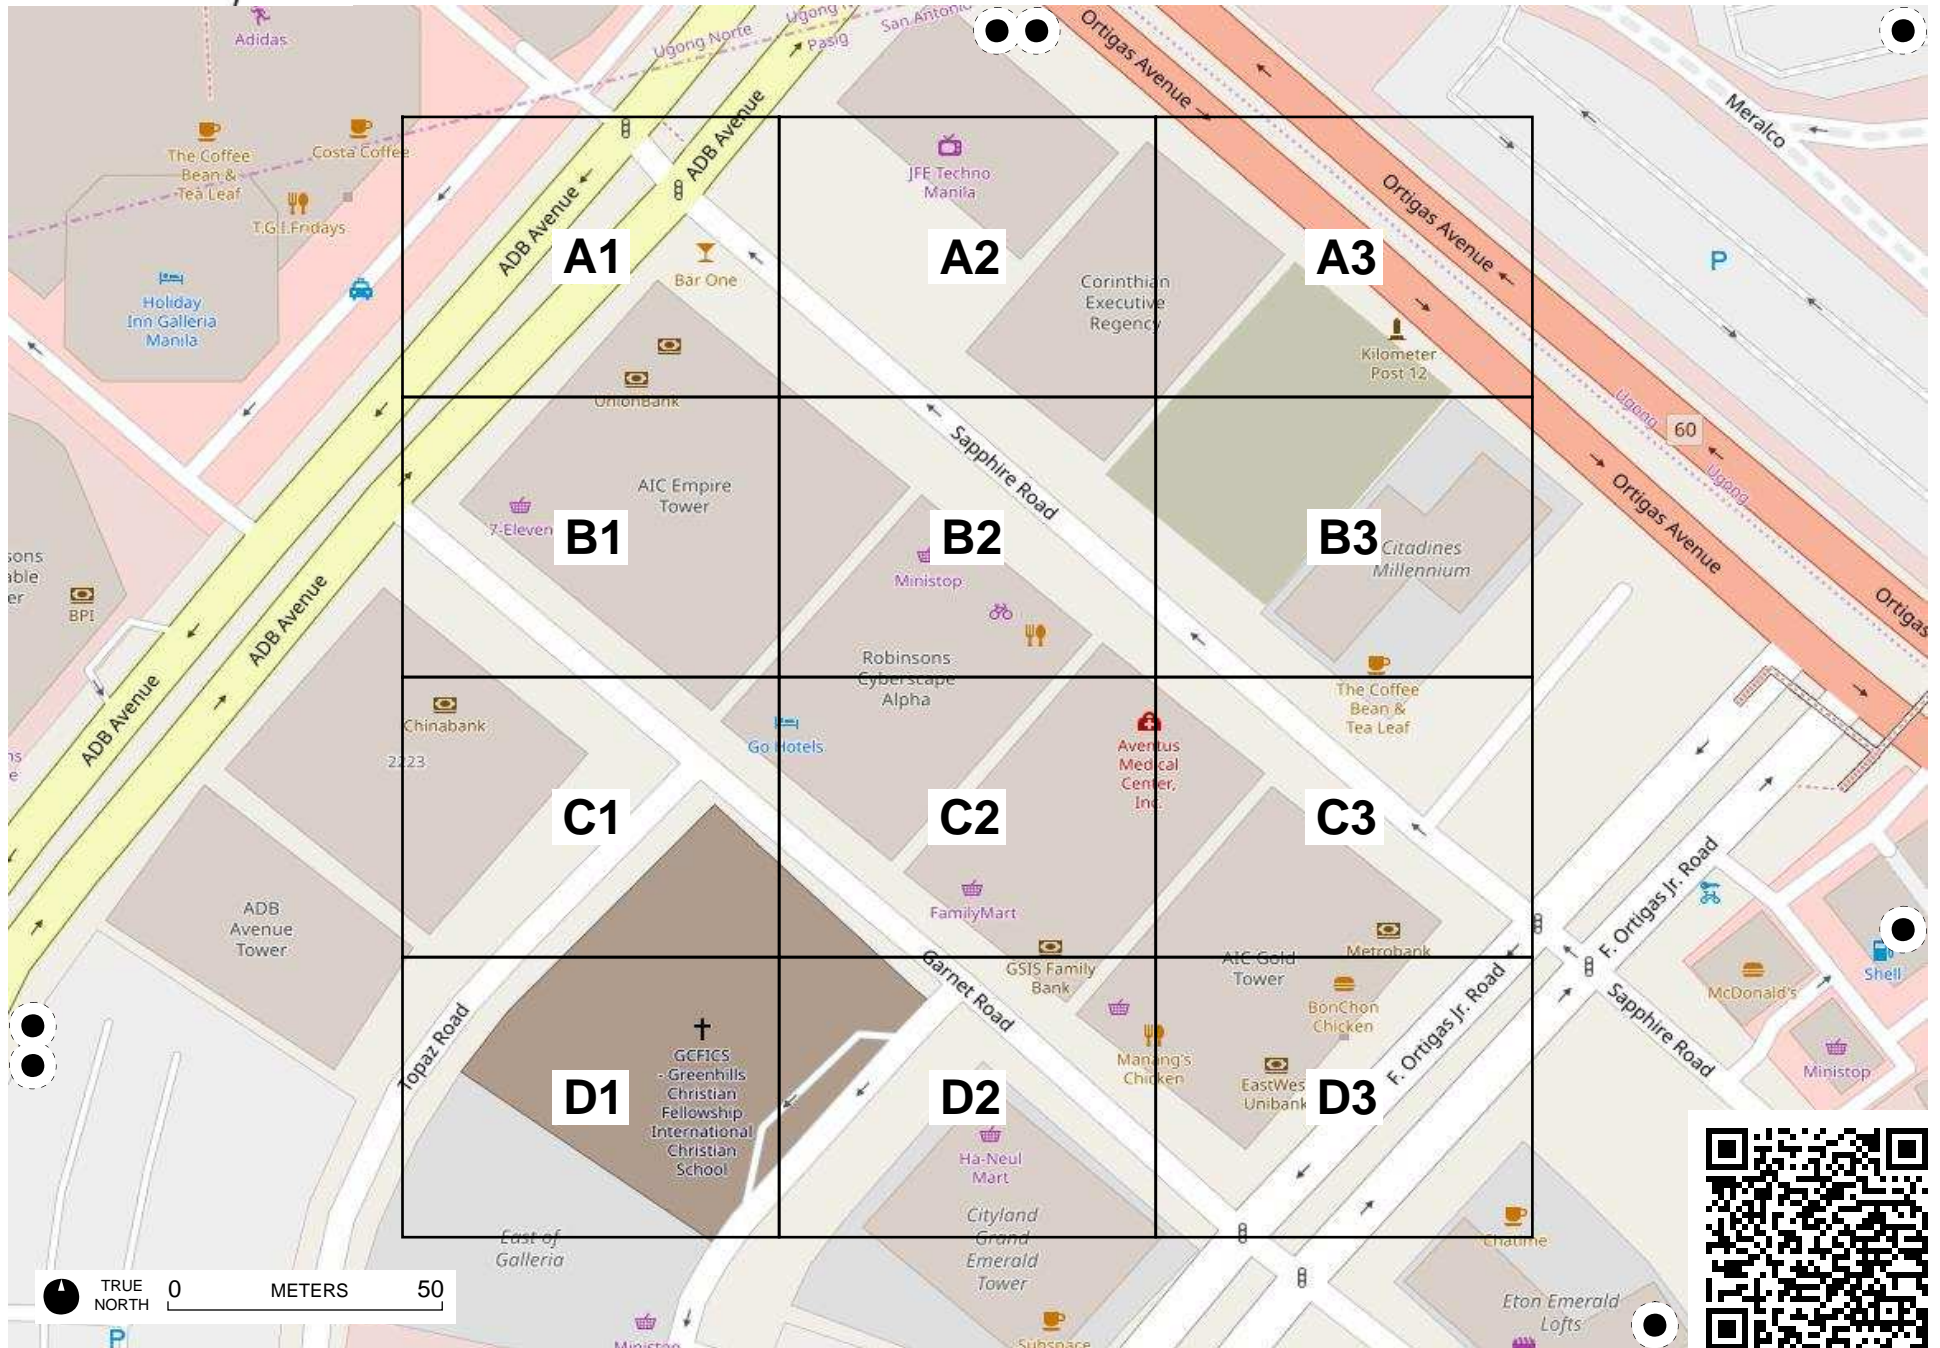 Adidas
Ugong Norte
Pasig
San Antonio
Ortigas Avenue
Meralco
The Coffee
Bean &
Tea Leaf
Costa Coffee
T.G.I.Fridays
Holiday
Inn Galleria
Manila
ADB Avenue
ADB Avenue
JFE Techno
Manila
Ortigas Avenue
P
A1
A2
A3
Bar One
Corinthian
Executive
Regency
Kilometer
Post 12
UnionBank
Ugong
60
Ugong
Sapphire Road
AIC Empire
Tower
7-Eleven
B1
B2
B3
Ministop
Citadines
Millennium
Ortigas Avenue
Ortigas
BPI
ADB Avenue
ADB Avenue
Robinsons
Cyberscape
Alpha
The Coffee
Bean &
Tea Leaf
Chinabank
2223
Go Hotels
Aventus
Medical
Center,
Inc.
C1
C2
C3
FamilyMart
ADB
Avenue
Tower
GSIS Family
Bank
Metrobank
AIC Gold
Tower
BonChon
Chicken
F. Ortigas Jr. Road
F. Ortigas Jr. Road
Shell
McDonald's
Sapphire Road
Ministop
Garnet Road
Topaz Road
GCFICS
- Greenhills
Christian
Fellowship
International
Christian
School
Manang's
Chicken
EastWes
Unibank
D1
D2
D3
Ha-Neul
Mart
Cityland
Grand
Emerald
Tower
East of
Galleria
Chatime
Eton Emerald
Lofts
TRUE
NORTH
0
METERS
50
P
Ministop
Subspace